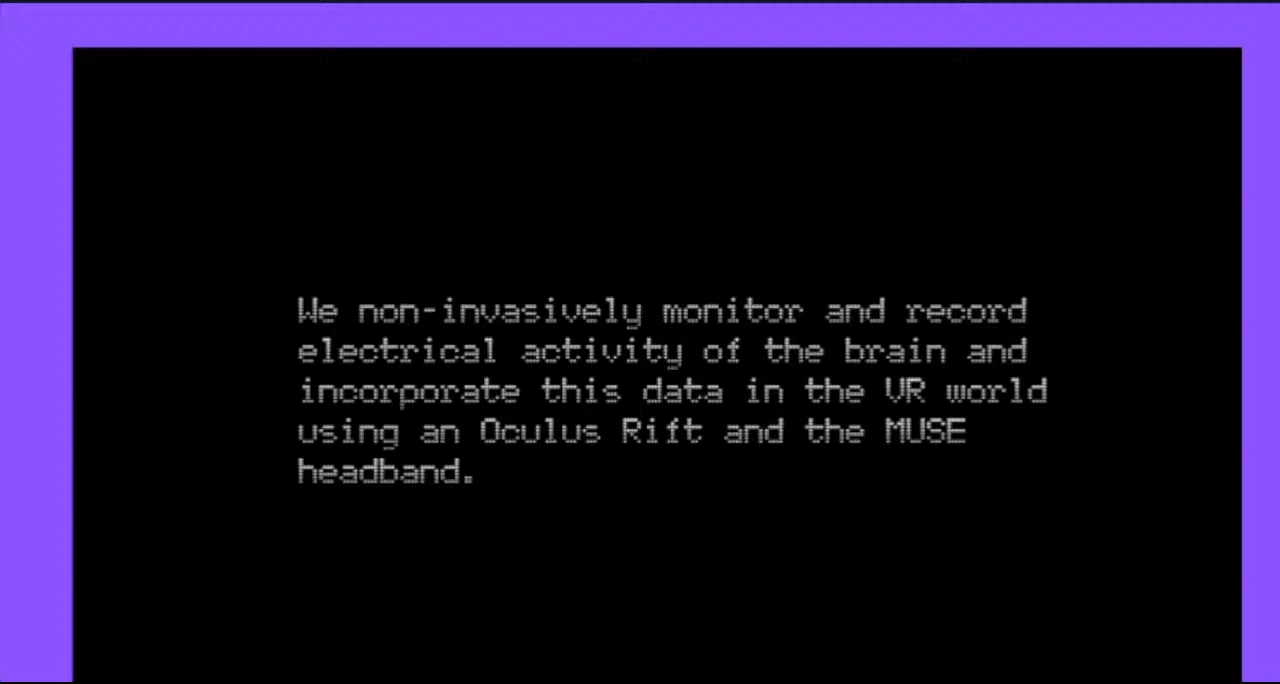 We non-invasively monitor and record
electrical activity of the brain and
incorporate this data in the VR world
using an Oculus Rift and the MUSE
headband.